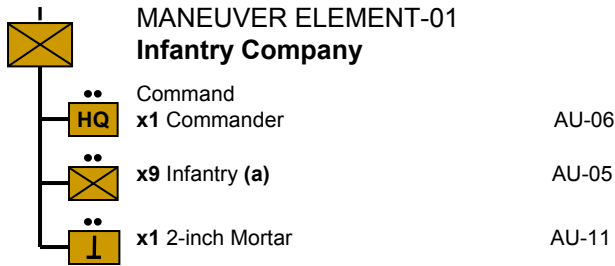 MANEUVER ELEMENT-01
Infantry Company
Command
HQ x1 Commander AU-06
x9 Infantry (a) AU-05
x1 2-inch Mortar AU-11